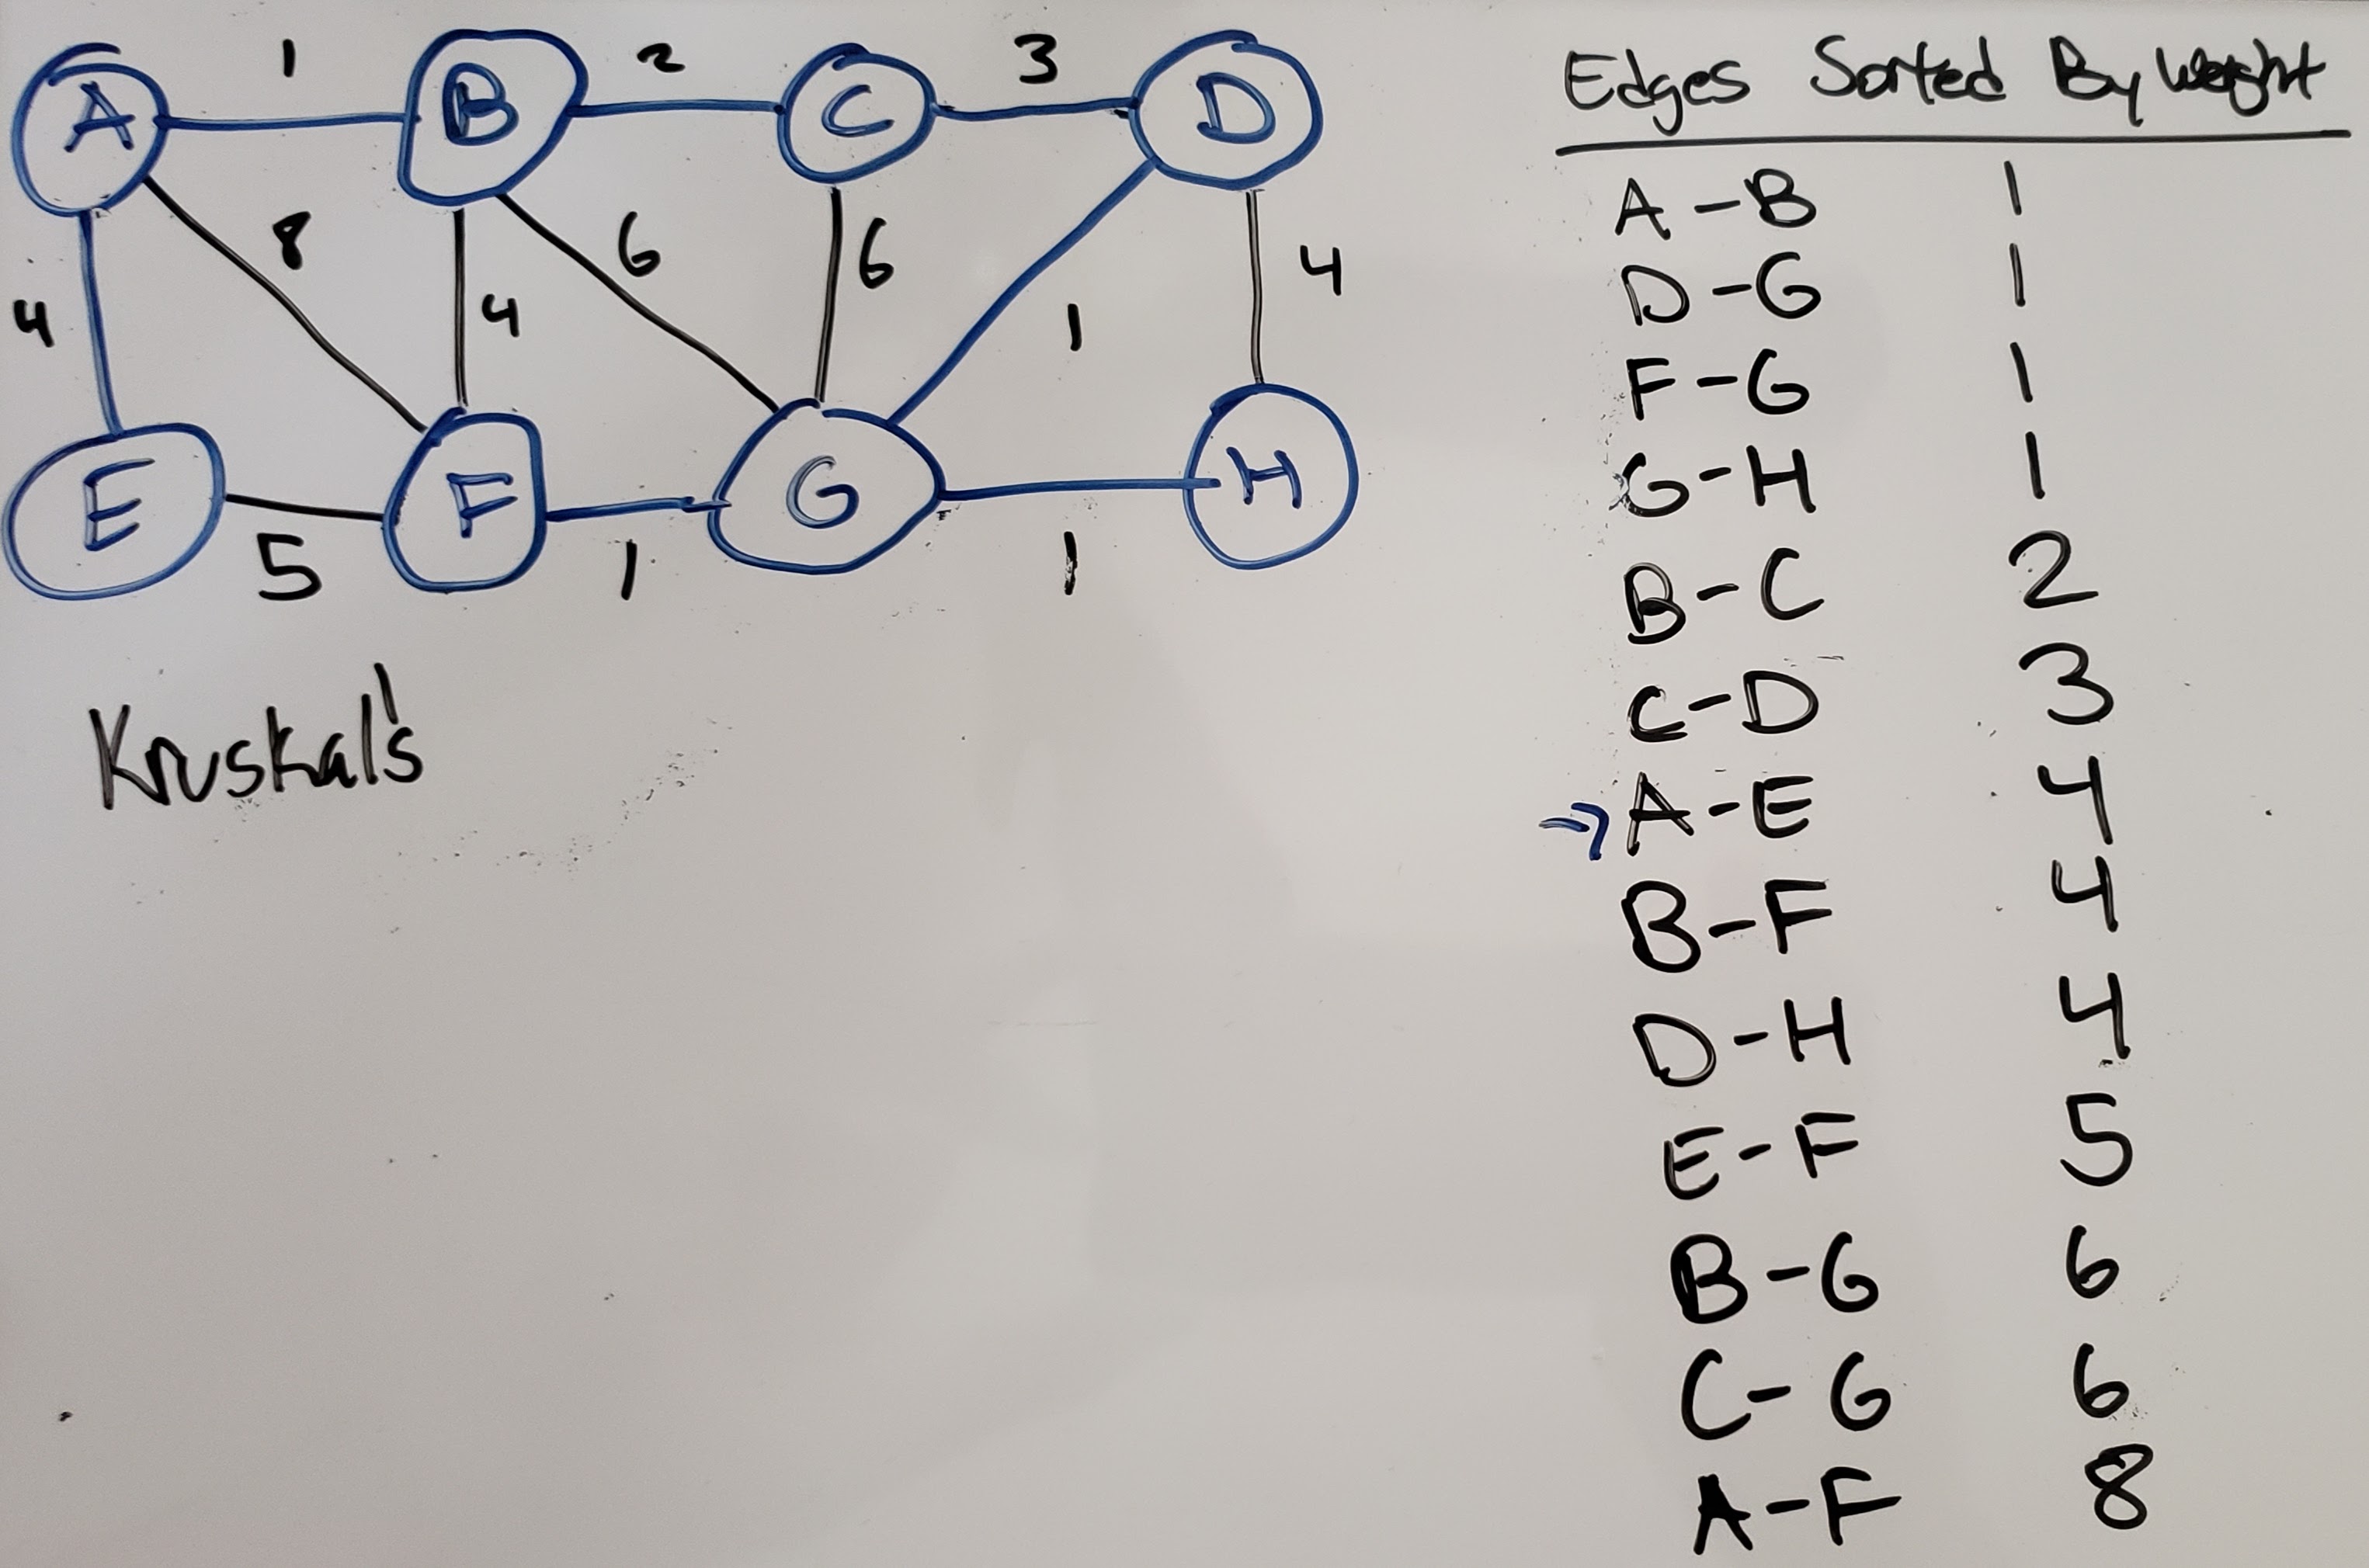 1 2 3
A B C D
8 6 6 4
4 4 1
E F G H
5 1 1
Kruskal's
Edges Sorted By Weight
A-B 1
D-G 1
F-G 1
G-H 1
B-C 2
C-D 3
→ A-E 4
B-F 4
D-H 4
E-F 5
B-G 6
C-G 6
A-F 8